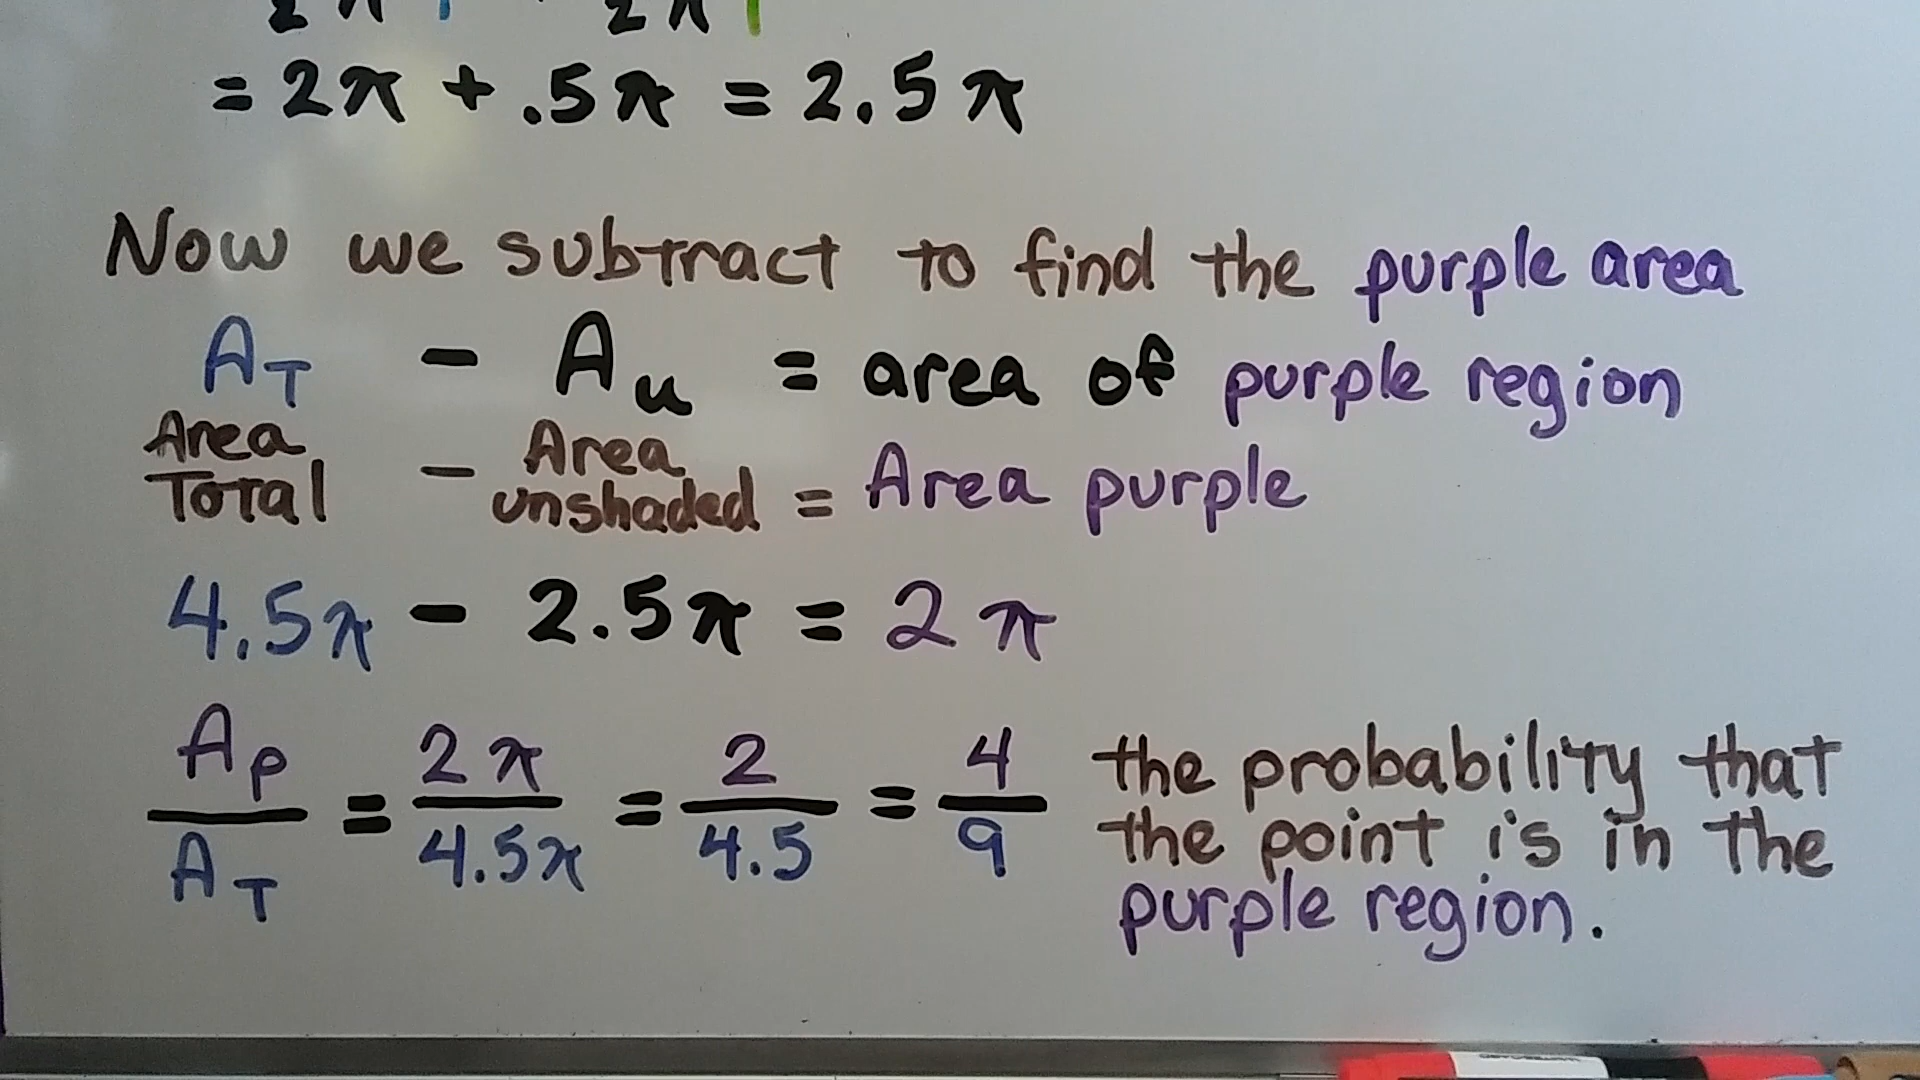 = 2π + .5π = 2.5π
Now we subtract to find the purple area
A_T - A_u = area of purple region
Area Total - Area unshaded = Area purple
4.5π - 2.5π = 2π
A_P/A_T = 2π/4.5π = 2/4.5 = 4/9 the probability that
the point is in the
purple region.